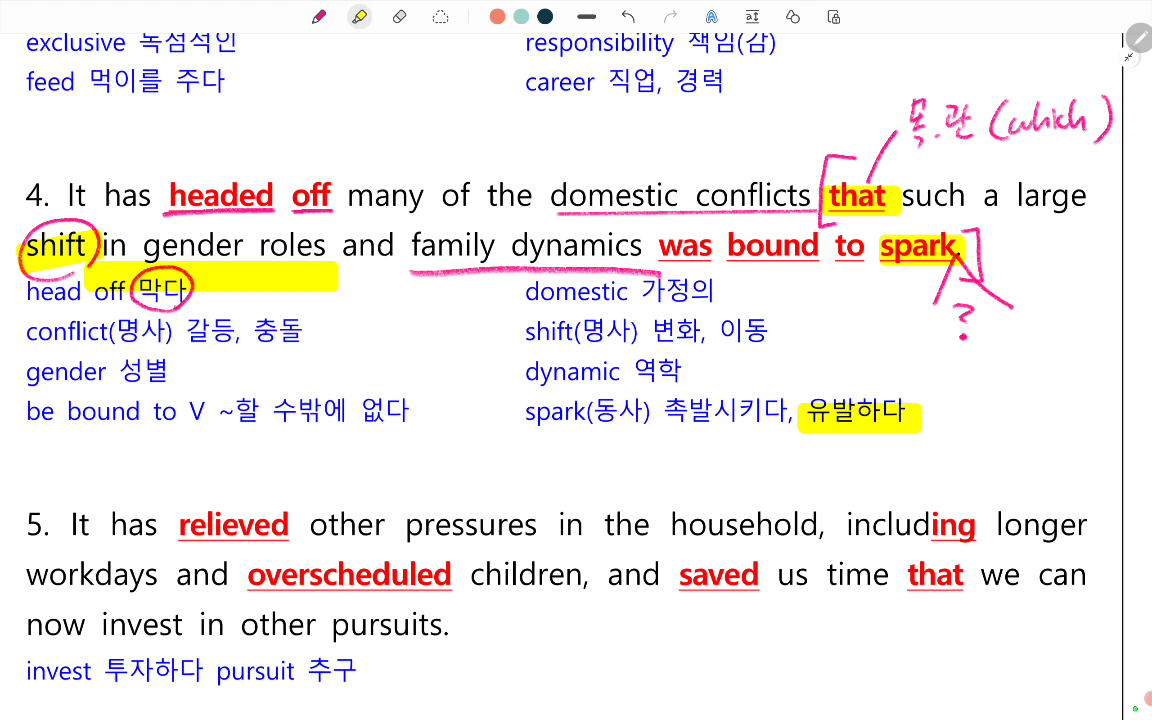 exclusive 독점적인 responsibility 책임(감)
feed 먹이를 주다 career 직업, 경력
목.관 (which)
4. It has headed off many of the domestic conflicts that such a large
shift in gender roles and family dynamics was bound to spark.
?
head off 막다 domestic 가정의
conflict(명사) 갈등, 충돌 shift(명사) 변화, 이동
gender 성별 dynamic 역학
be bound to V ~할 수밖에 없다 spark(동사) 촉발시키다, 유발하다
5. It has relieved other pressures in the household, including longer
workdays and overscheduled children, and saved us time that we can
now invest in other pursuits.
invest 투자하다 pursuit 추구